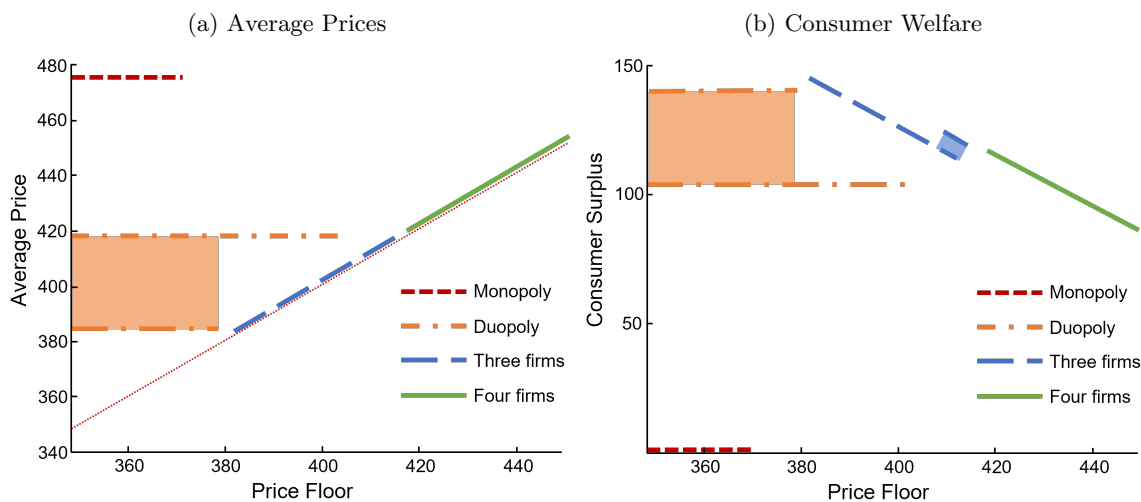 (a) Average Prices
480
460
440
420
400
380
360
340
360
380
400
420
440
Average Price
Price Floor
Monopoly
Duopoly
Three firms
Four firms
(b) Consumer Welfare
150
100
50
360
380
400
420
440
Consumer Surplus
Price Floor
Monopoly
Duopoly
Three firms
Four firms